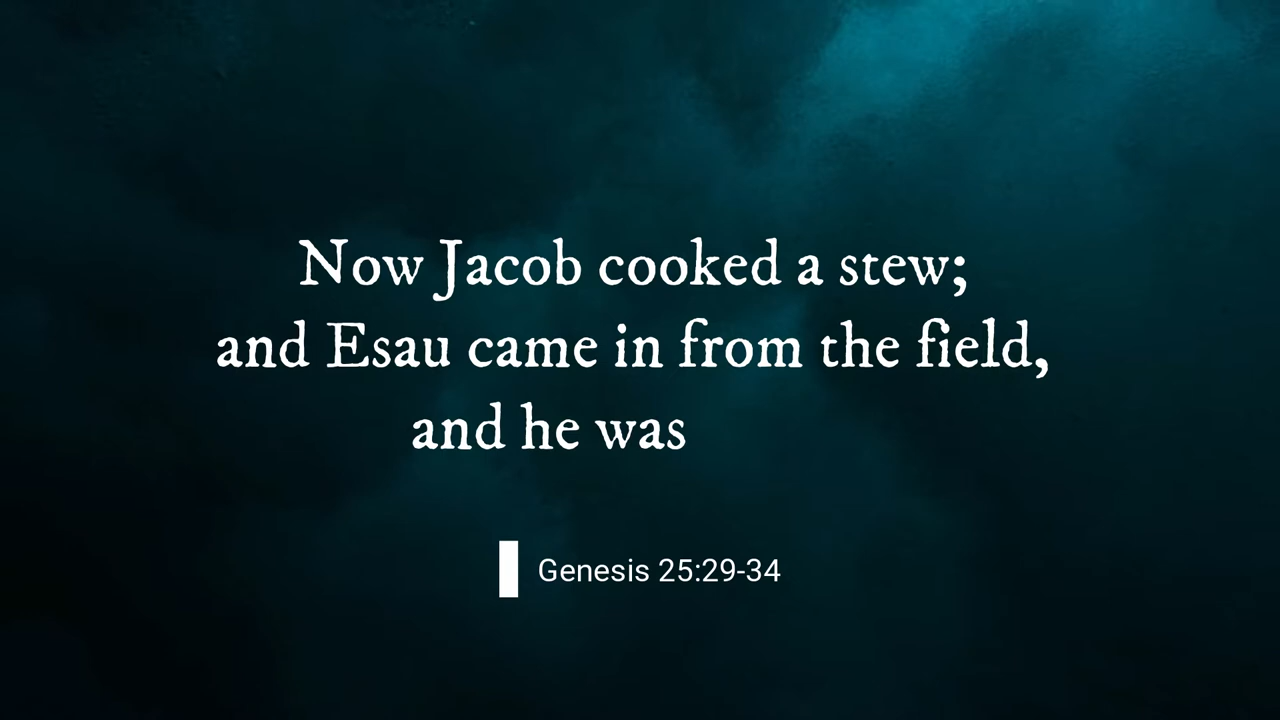 Now Jacob cooked a stew;
and Esau came in from the field,
and he was
Genesis 25:29-34